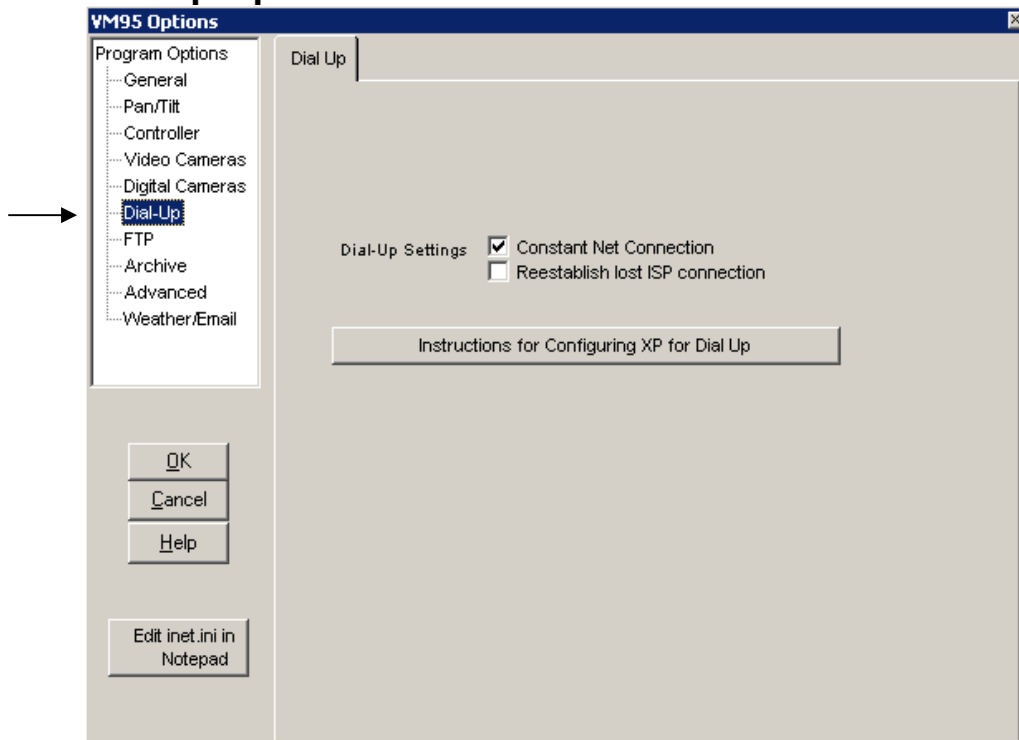 VM95 Options
Program Options
General
Pan/Tilt
Controller
Video Cameras
Digital Cameras
Dial-Up
FTP
Archive
Advanced
Weather/Email
Dial Up
Dial-Up Settings
Constant Net Connection
Reestablish lost ISP connection
Instructions for Configuring XP for Dial Up
OK
Cancel
Help
Edit inet.ini in
Notepad